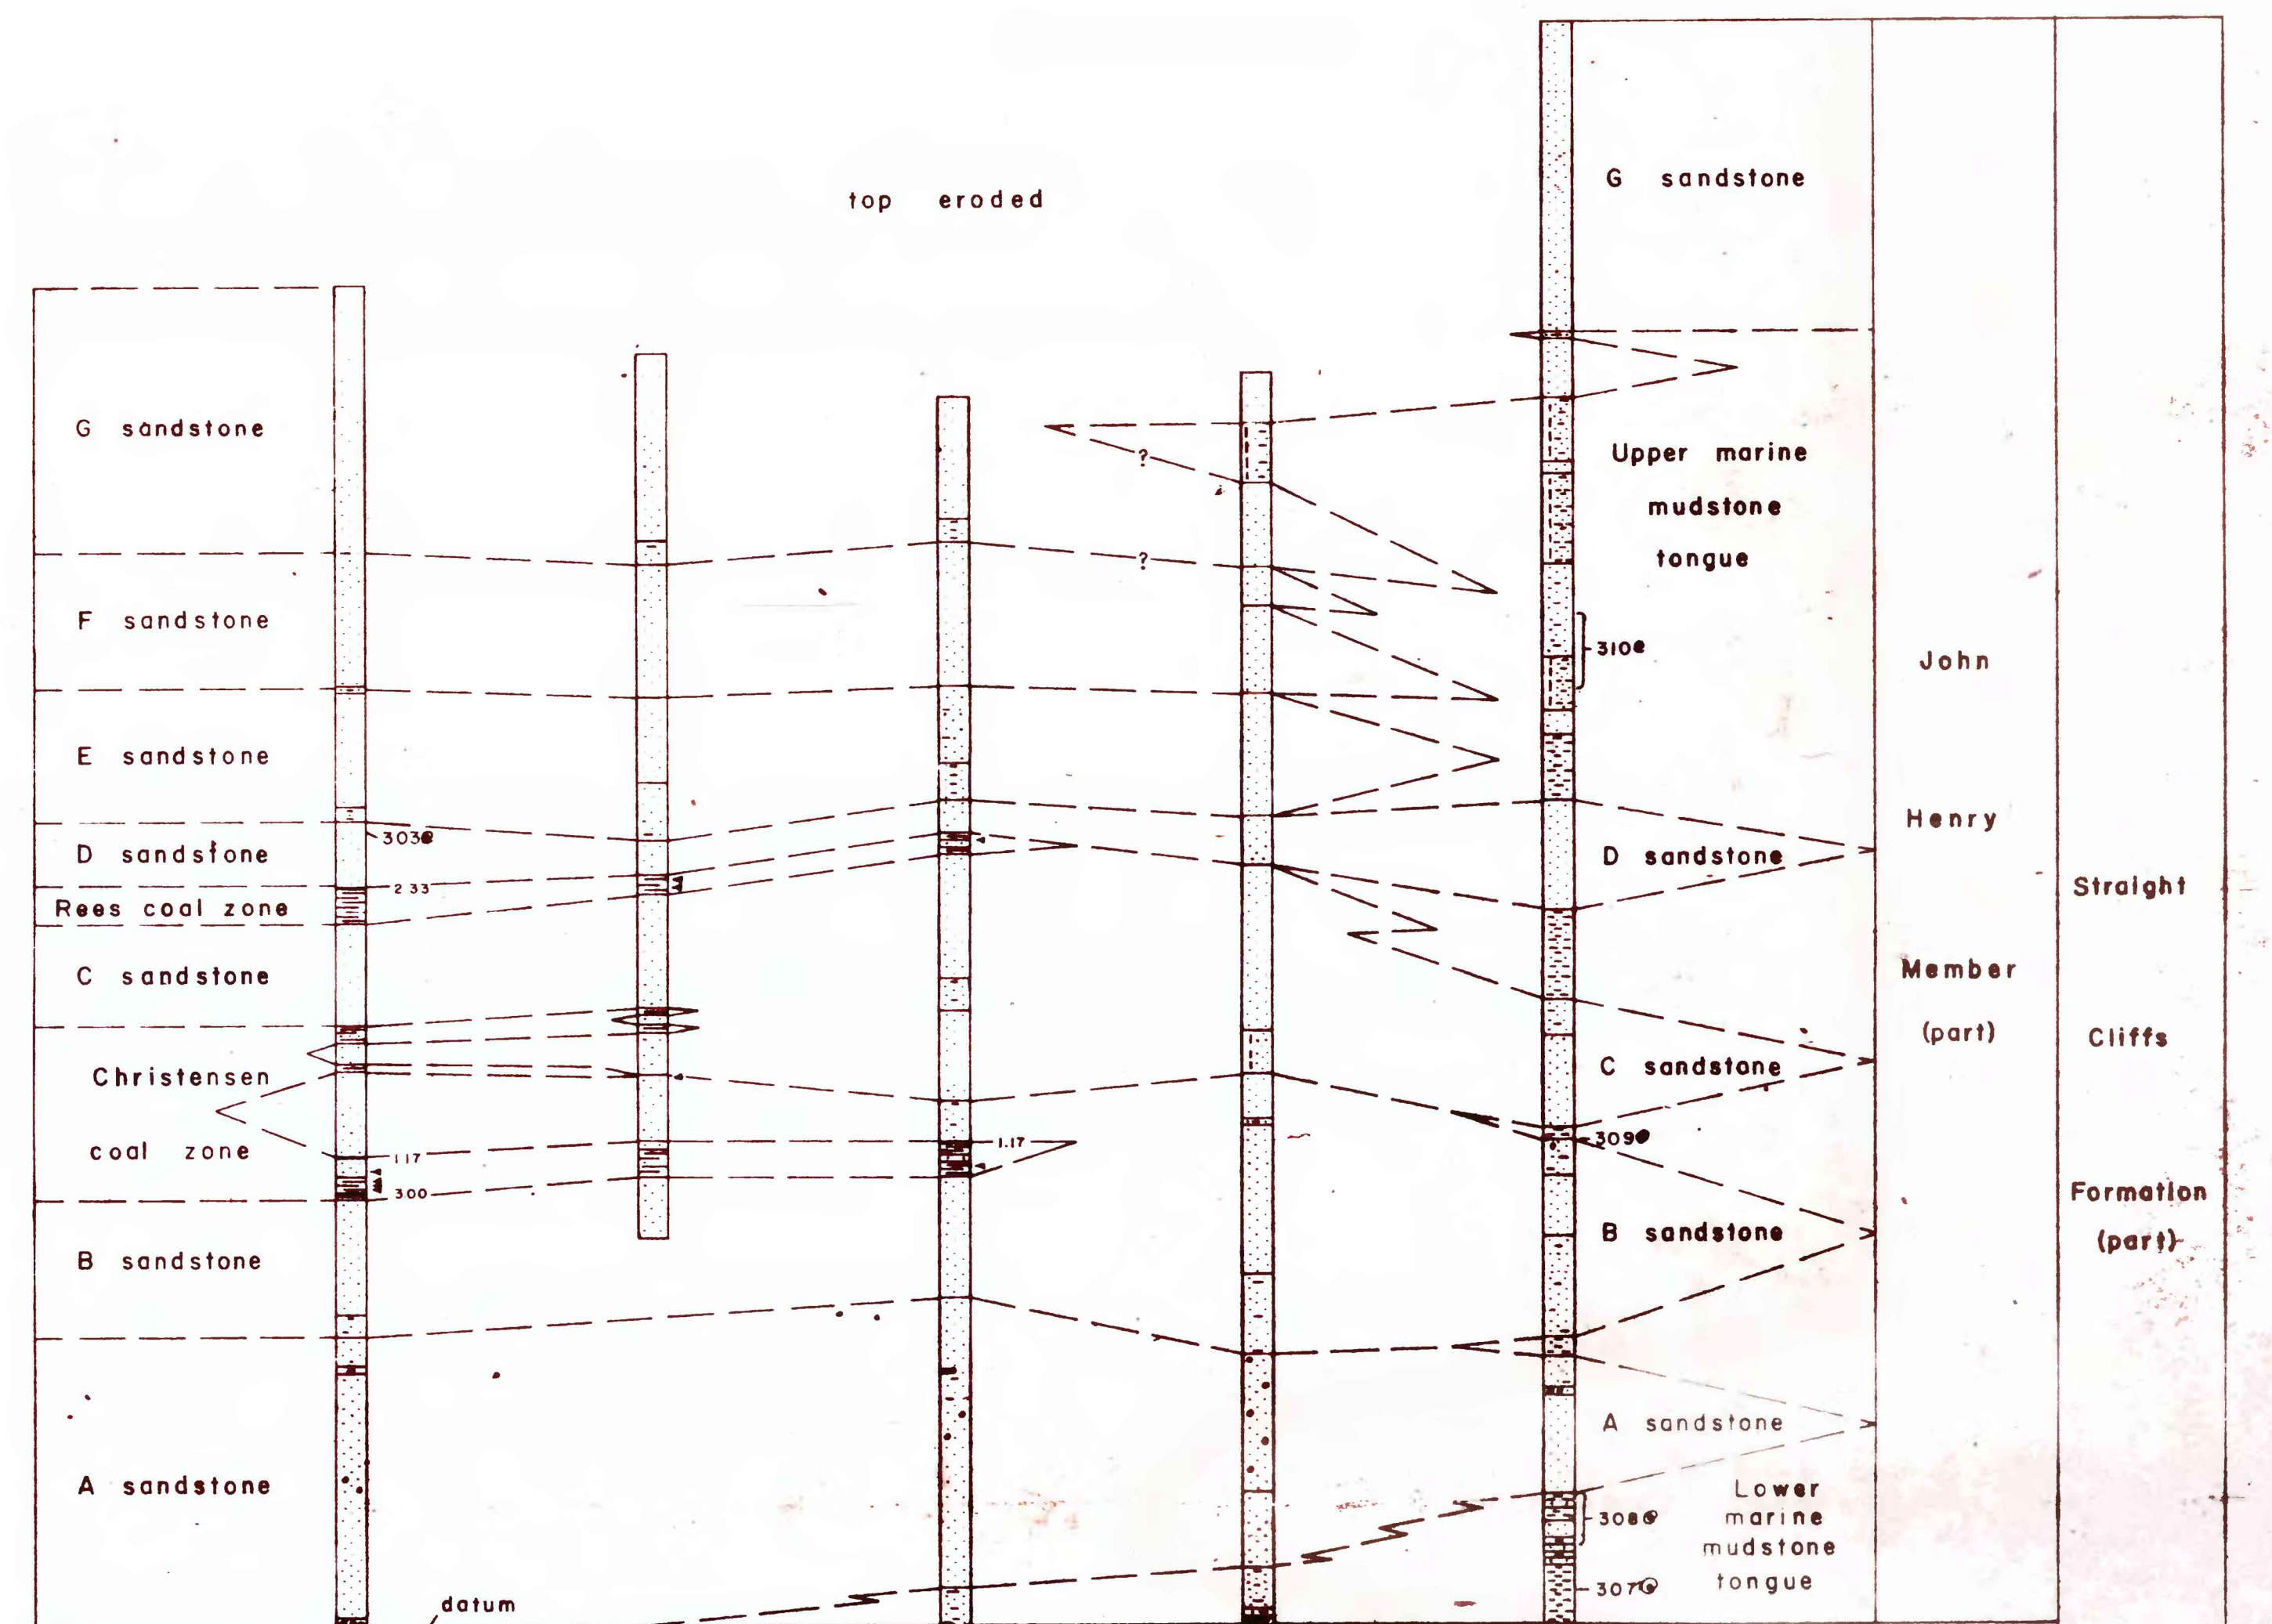 top eroded
G sandstone
F sandstone
E sandstone
D sandstone
Rees coal zone
C sandstone
Christensen
coal zone
B sandstone
A sandstone
303
2 33
1.17
3.00
datum
1.17
?
?
G sandstone
Upper marine
mudstone
tongue
310
D sandstone
C sandstone
309
B sandstone
A sandstone
308
Lower
marine
mudstone
tongue
307
John
Henry
Member
(part)
Straight
Cliffs
Formation
(part)